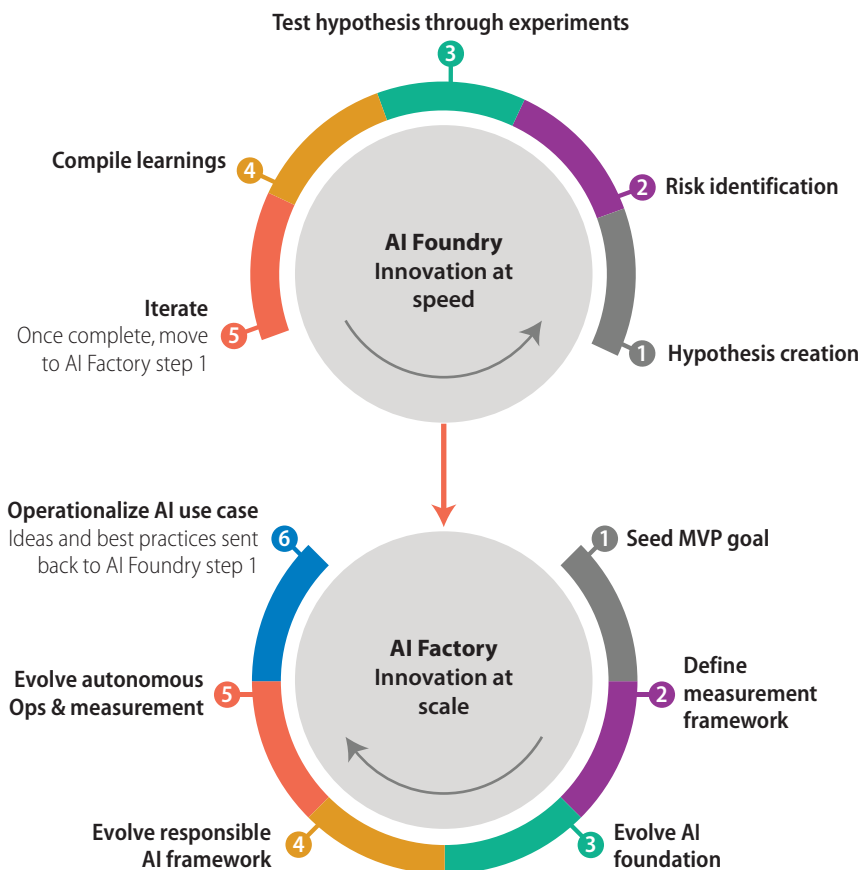 Test hypothesis through experiments
3
Compile learnings
4
2
Risk identification
AI Foundry
Innovation at
speed
Iterate
Once complete, move
to AI Factory step 1
5
1
Hypothesis creation
Operationalize AI use case
Ideas and best practices sent
back to AI Foundry step 1
6
1
Seed MVP goal
AI Factory
Innovation at
scale
Evolve autonomous
Ops & measurement
5
2
Define
measurement
framework
Evolve responsible
AI framework
4
3
Evolve AI
foundation